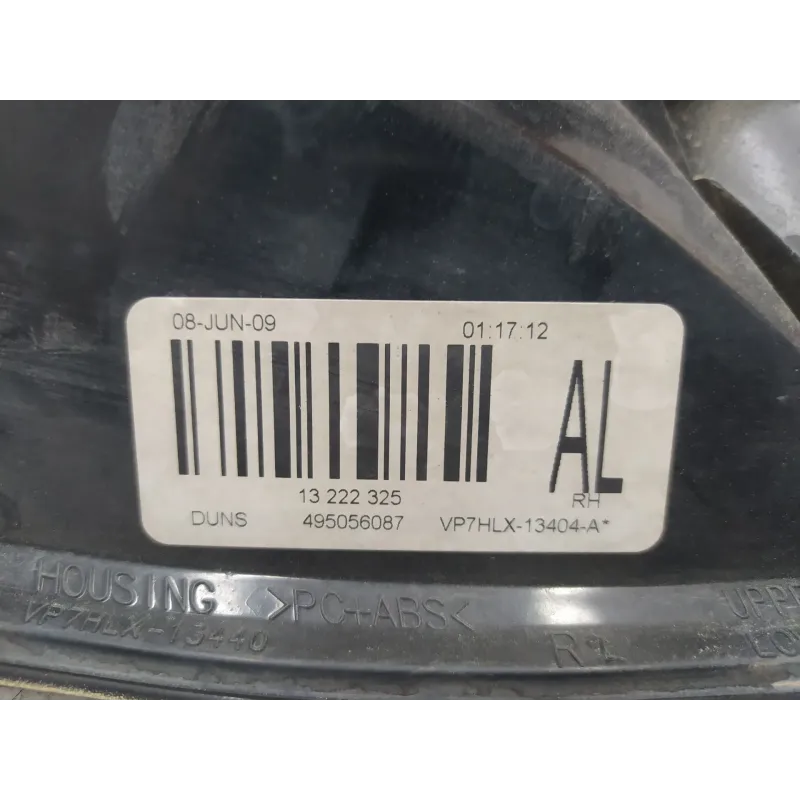 08-JUN-09 01:17:12
AL
13 222 325 RH
DUNS 495056087 VP7HLX-13404-A*
HOUSING >PC+ABS<
VP7HLX-13440